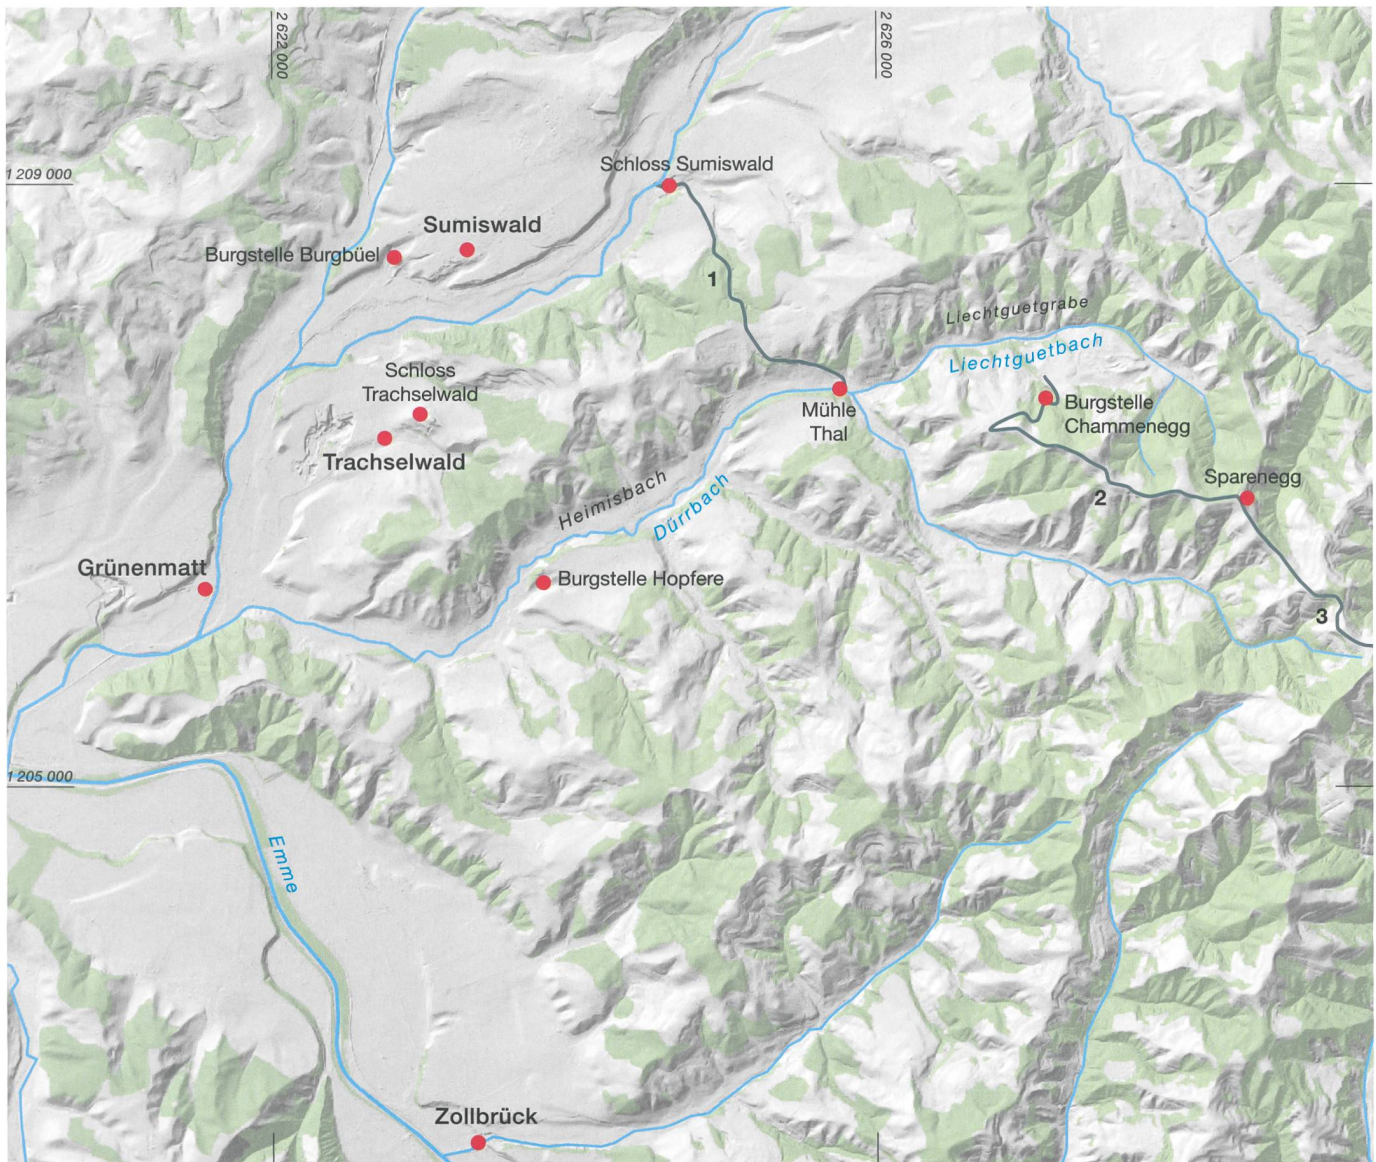 2 622 000
2 626 000
Schloss Sumiswald
1 209 000
Sumiswald
Burgstelle Burgbüel
1
Liechtguetgrabe
Liechtguetbach
Schloss
Trachselwald
Burgstelle
Chammenegg
Mühle
Thal
Trachselwald
Sparenegg
Heimisbach
2
Dürrbach
Grünenmatt
Burgstelle Hopfere
3
1 205 000
Emme
Zollbrück